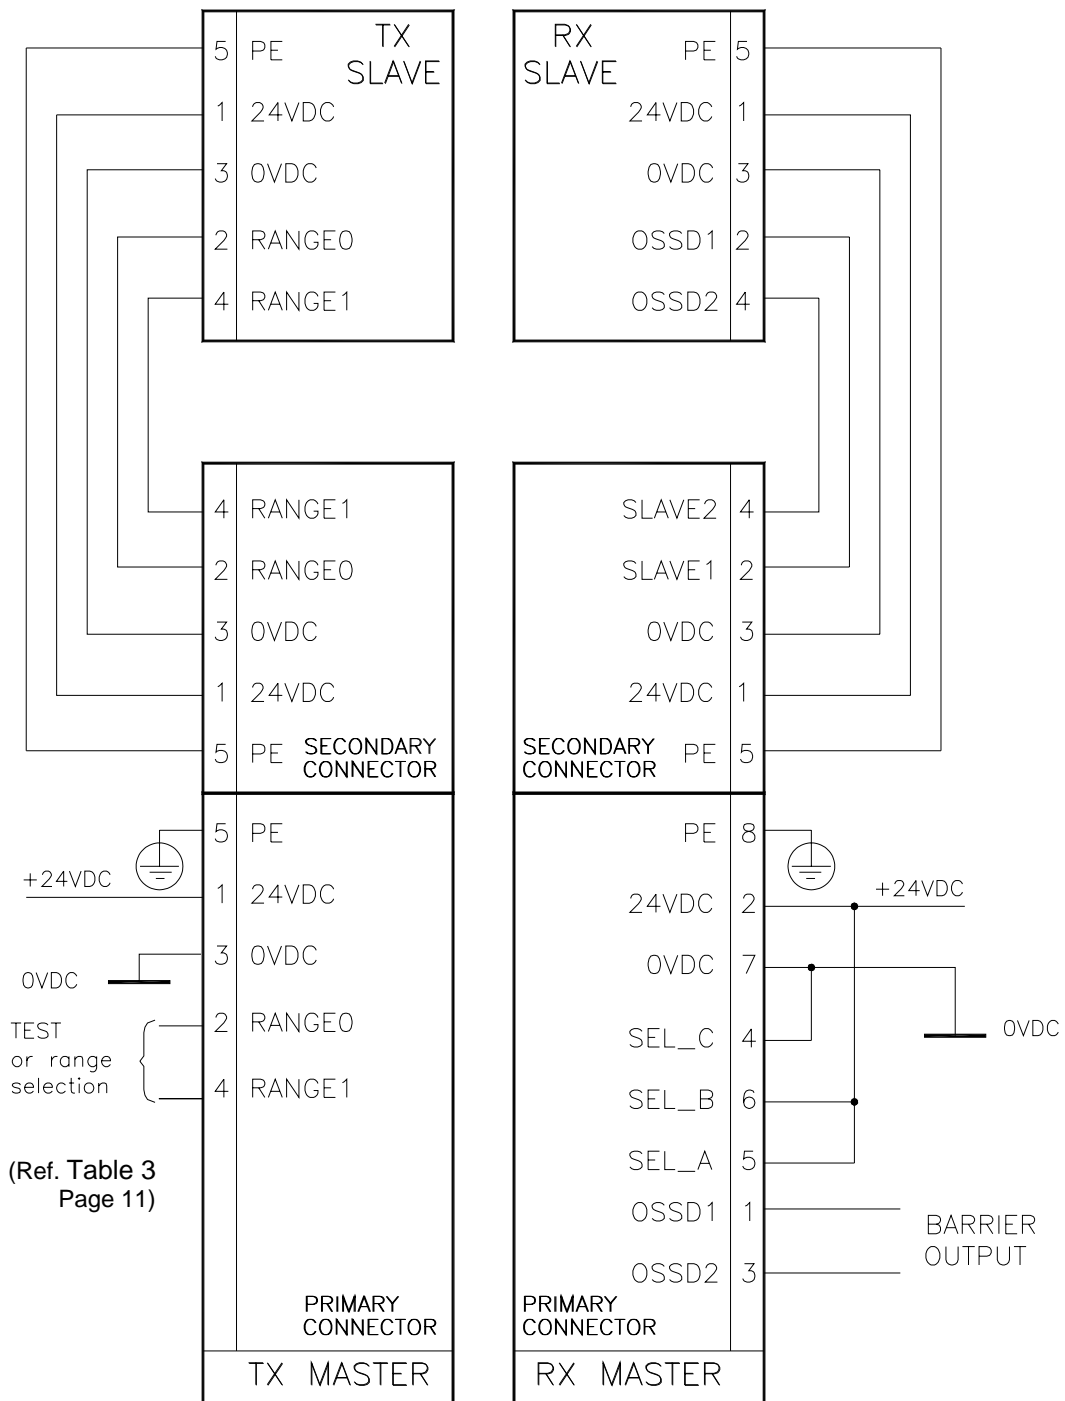 TX
SLAVE
5 PE
1 24VDC
3 0VDC
2 RANGE0
4 RANGE1
RX
SLAVE
PE 5
24VDC 1
0VDC 3
OSSD1 2
OSSD2 4
4 RANGE1
2 RANGE0
3 0VDC
1 24VDC
5 PE
SECONDARY
CONNECTOR
SLAVE2 4
SLAVE1 2
0VDC 3
24VDC 1
PE 5
SECONDARY
CONNECTOR
5 PE
+24VDC
1 24VDC
3 0VDC
0VDC
TEST
or range
selection
2 RANGE0
4 RANGE1
(Ref. Table 3
Page 11)
PRIMARY
CONNECTOR
TX MASTER
PE 8
24VDC 2
+24VDC
0VDC 7
0VDC
SEL_C 4
SEL_B 6
SEL_A 5
OSSD1 1
OSSD2 3
BARRIER
OUTPUT
PRIMARY
CONNECTOR
RX MASTER